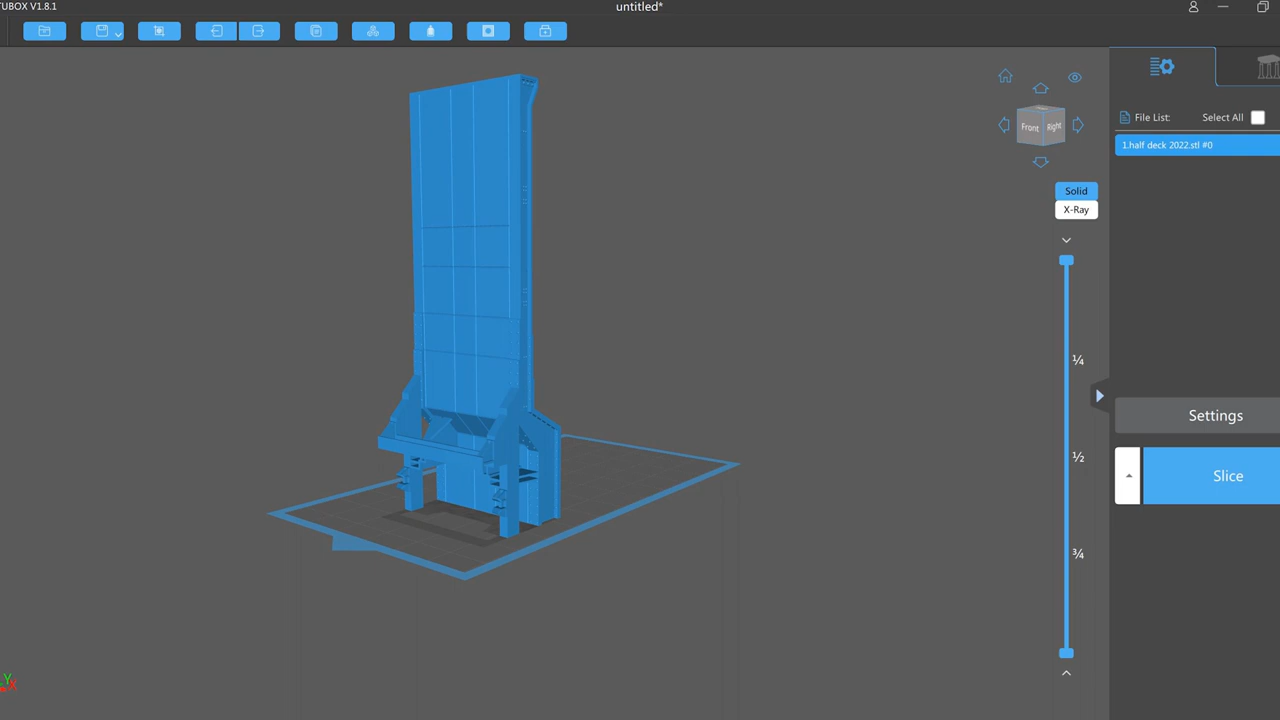 TUBOX V1.8.1
untitled*
File List:
Select All
1.half deck 2022.stl #0
Front
Right
Solid
X-Ray
¼
½
¾
Settings
Slice
Y
X